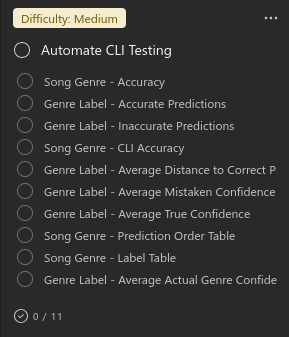 Difficulty: Medium
Automate CLI Testing
Song Genre - Accuracy
Genre Label - Accurate Predictions
Genre Label - Inaccurate Predictions
Song Genre - CLI Accuracy
Genre Label - Average Distance to Correct P
Genre Label - Average Mistaken Confidence
Genre Label - Average True Confidence
Song Genre - Prediction Order Table
Song Genre - Label Table
Genre Label - Average Actual Genre Confide
0 / 11